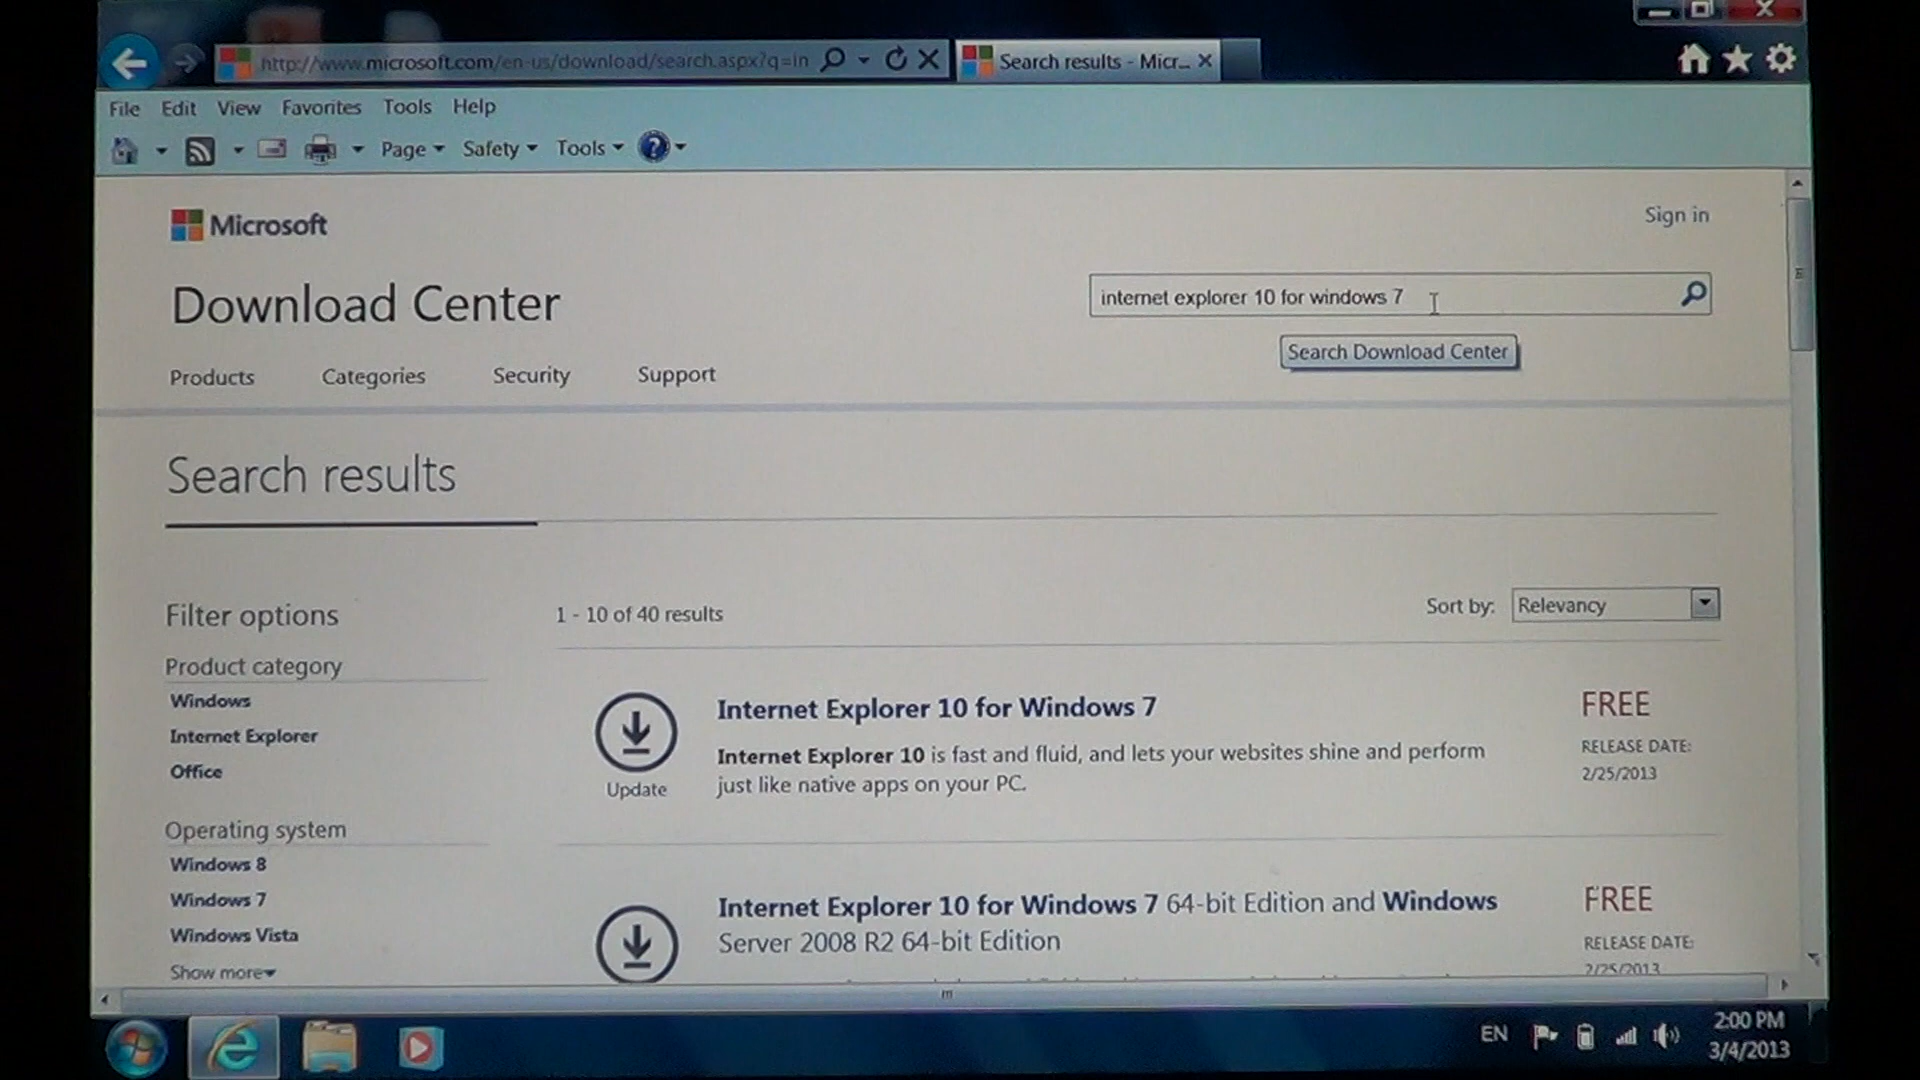 http://www.microsoft.com/en-us/download/search.aspx?q=in
Search results - Micr...
File Edit View Favorites Tools Help
Page Safety Tools
Microsoft
Sign in
Download Center
internet explorer 10 for windows 7
Search Download Center
Products Categories Security Support
Search results
Filter options
1 - 10 of 40 results
Sort by: Relevancy
Product category
Windows
Internet Explorer
Office
Operating system
Windows 8
Windows 7
Windows Vista
Show more
Internet Explorer 10 for Windows 7
Internet Explorer 10 is fast and fluid, and lets your websites shine and perform
just like native apps on your PC.
Update
FREE
RELEASE DATE:
2/25/2013
Internet Explorer 10 for Windows 7 64-bit Edition and Windows
Server 2008 R2 64-bit Edition
FREE
RELEASE DATE:
2/25/2013
EN
2:00 PM
3/4/2013